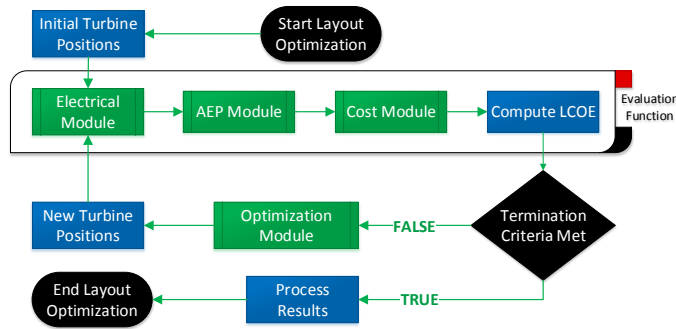 Initial Turbine
Positions
Start Layout
Optimization
Electrical
Module
AEP Module
Cost Module
Compute LCOE
Evaluation
Function
New Turbine
Positions
Optimization
Module
FALSE
Termination
Criteria Met
End Layout
Optimization
Process
Results
TRUE